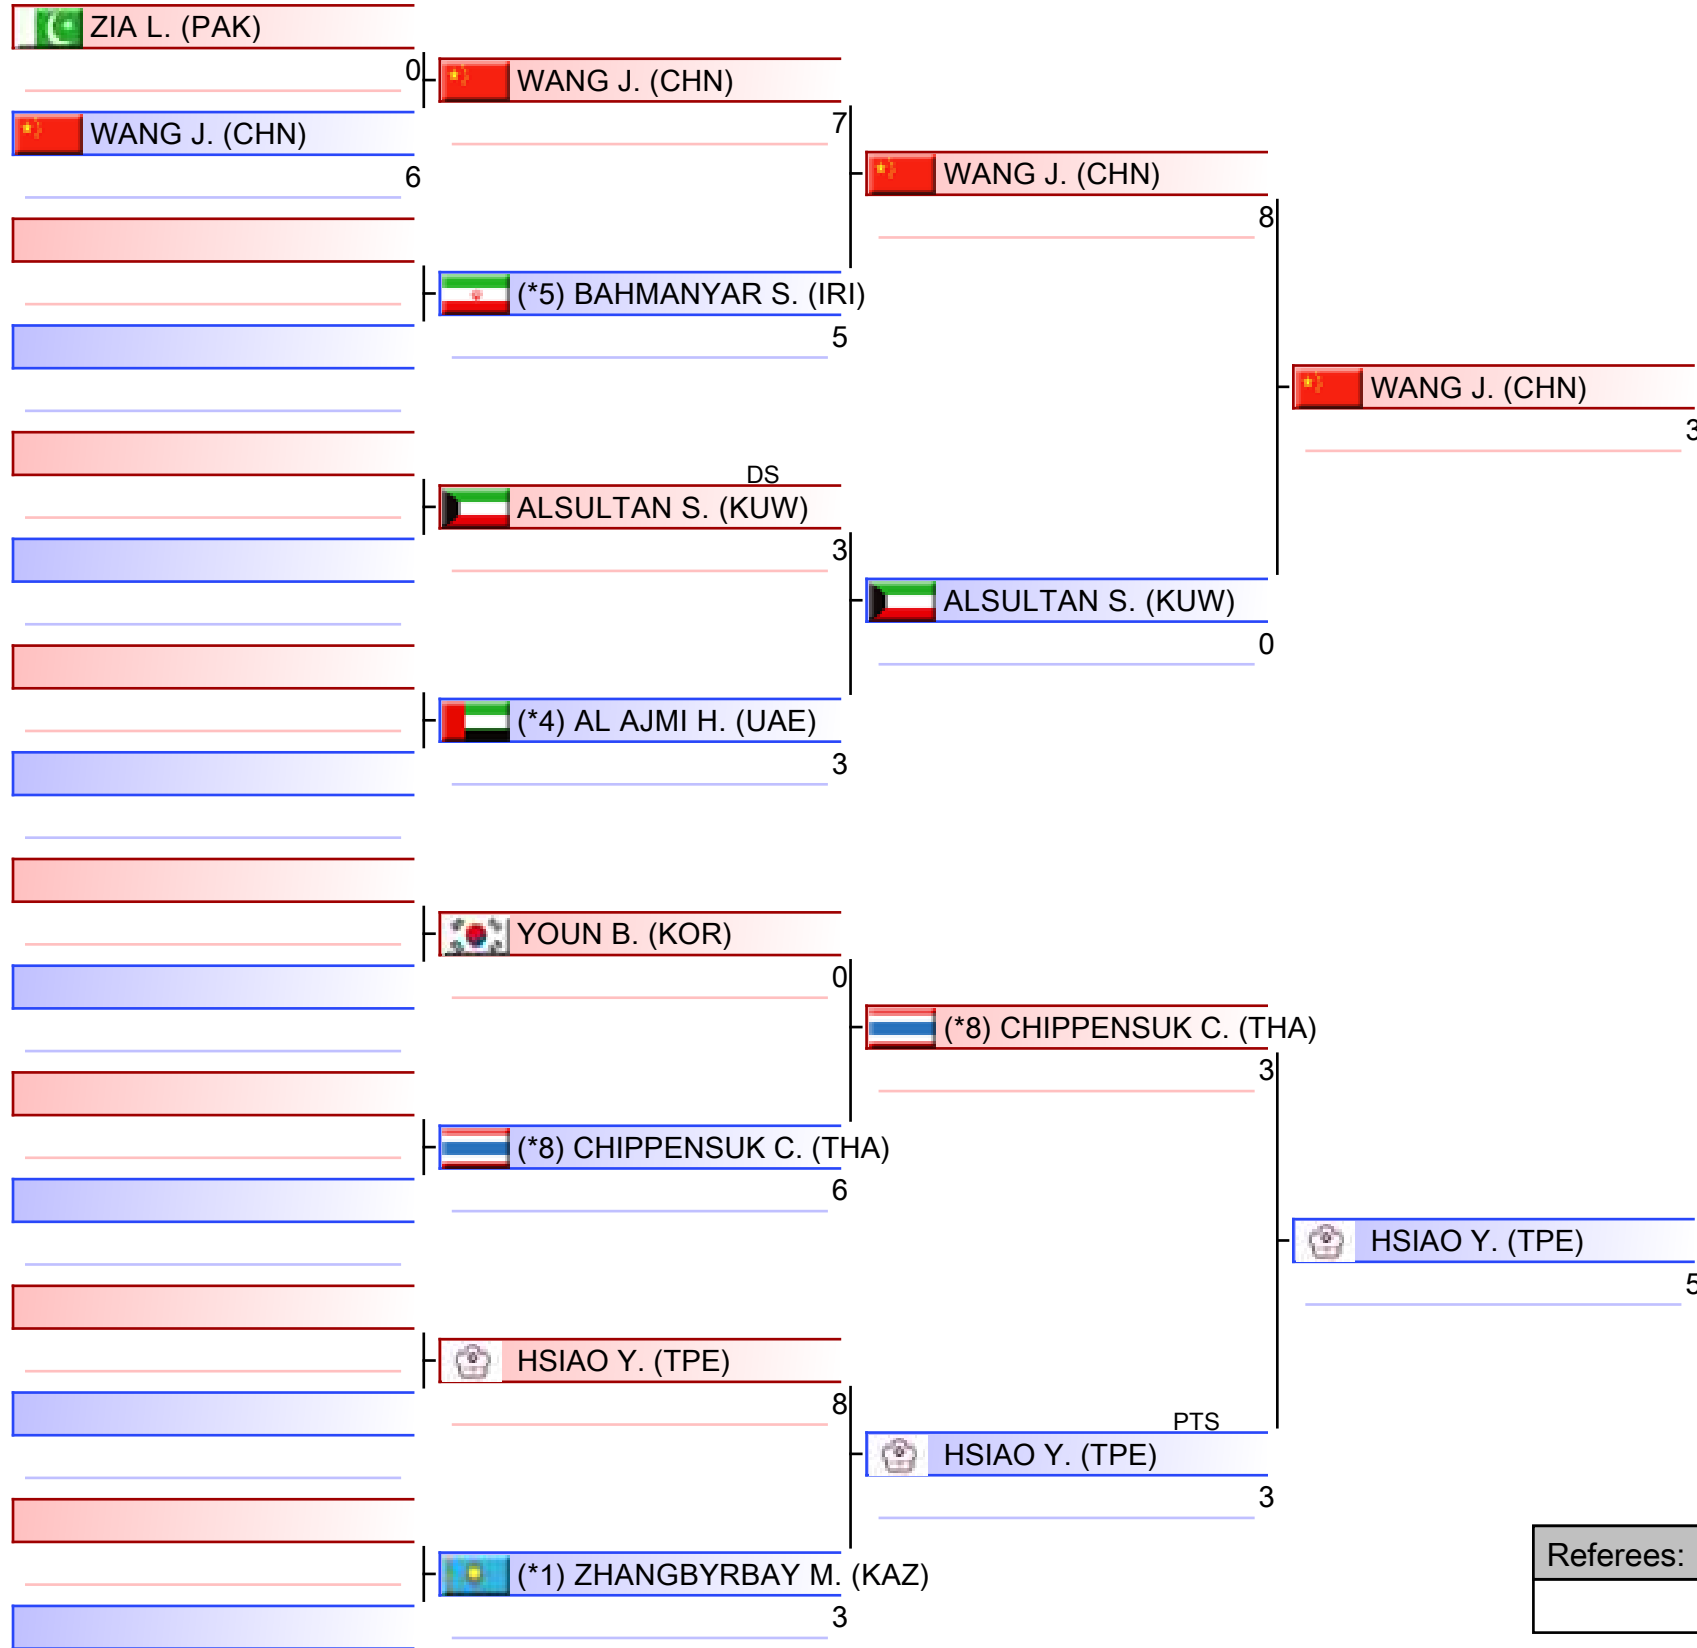 ZIA L. (PAK)
0
WANG J. (CHN)
6
WANG J. (CHN)
7
(*5) BAHMANYAR S. (IRI)
5
DS
ALSULTAN S. (KUW)
3
(*4) AL AJMI H. (UAE)
3
YOUN B. (KOR)
0
(*8) CHIPPENSUK C. (THA)
6
HSIAO Y. (TPE)
8
(*1) ZHANGBYRBAY M. (KAZ)
3
WANG J. (CHN)
8
ALSULTAN S. (KUW)
0
(*8) CHIPPENSUK C. (THA)
3
PTS
HSIAO Y. (TPE)
3
WANG J. (CHN)
3
HSIAO Y. (TPE)
5
Referees: